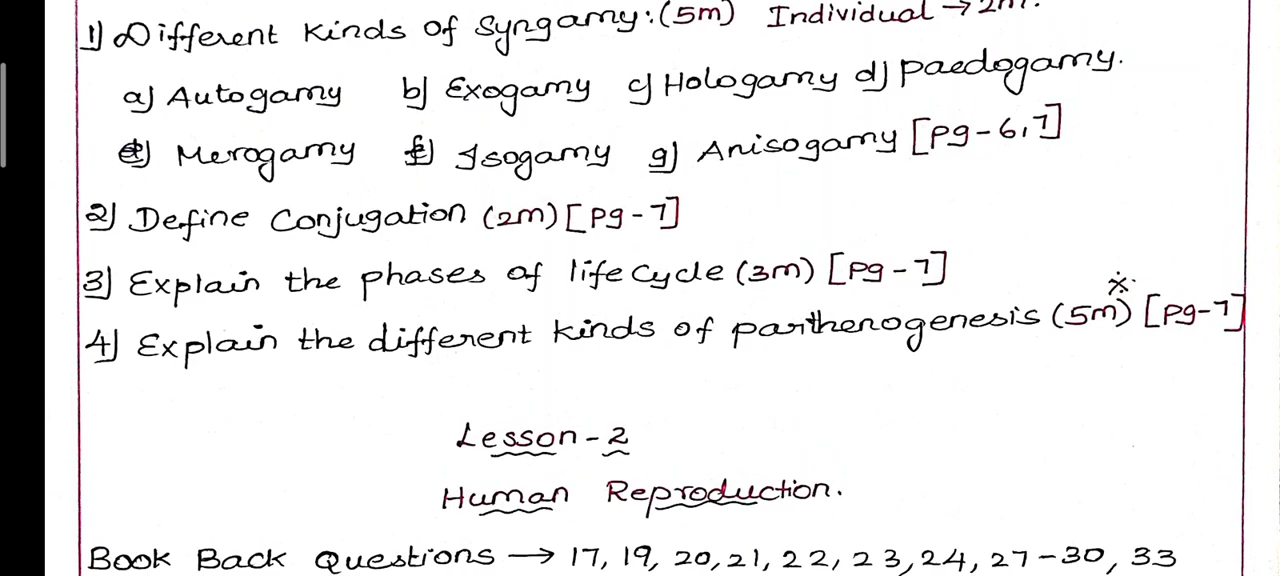 1) Different kinds of Syngamy:(5m) Individual → 2m.
a) Autogamy b) Exogamy c) Hologamy d) Paedogamy.
e) Merogamy f) Isogamy g) Anisogamy [Pg-6,7]
2) Define Conjugation (2m) [Pg-7]
3) Explain the phases of life cycle (3m) [Pg-7]
4) Explain the different kinds of parthenogenesis (5m) [Pg-7]
Lesson-2
Human Reproduction.
Book Back Questions → 17, 19, 20, 21, 22, 23, 24, 27-30, 33